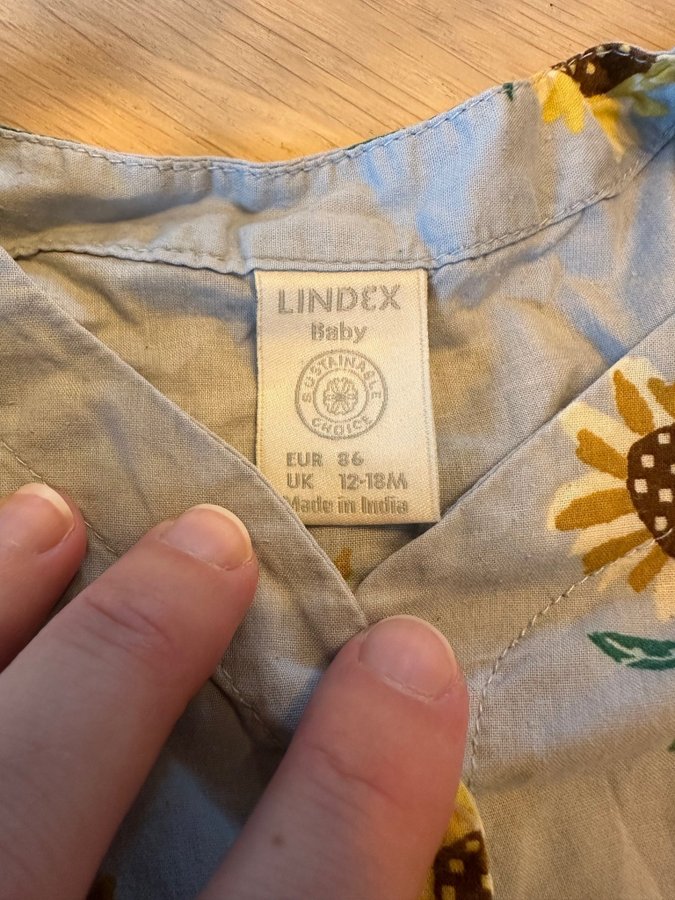 LINDEX
Baby
SUSTAINABLE
CHOICE
EUR 86
UK 12-18M
Made in India